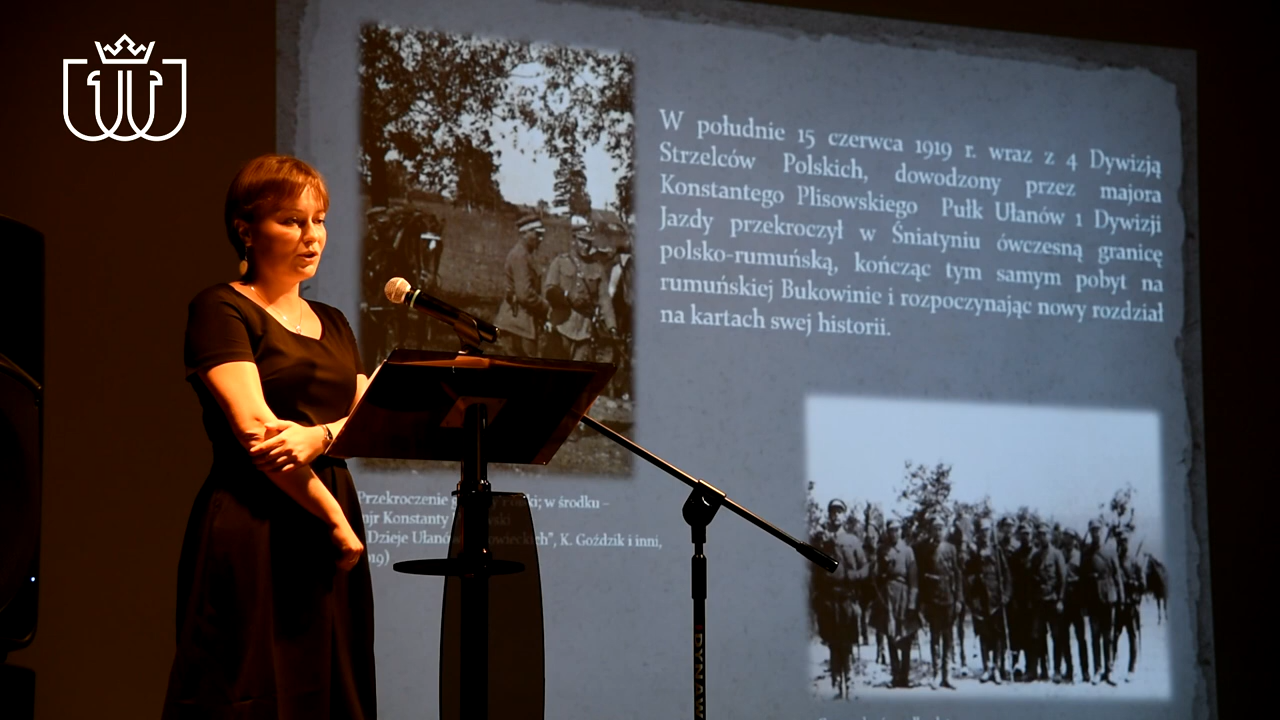 W południe 15 czerwca 1919 r. wraz z 4 Dywizją
Strzelców Polskich, dowodzony przez majora
Konstantego Plisowskiego Pułk Ułanów 1 Dywizji
Jazdy przekroczył w Śniatyniu ówczesną granicę
polsko-rumuńską, kończąc tym samym pobyt na
rumuńskiej Bukowinie i rozpoczynając nowy rozdział
na kartach swej historii.
Przekroczenie w środku –
mjr Konstanty
Dzieje Ułanów K. Goździk i inni,
DYNAW